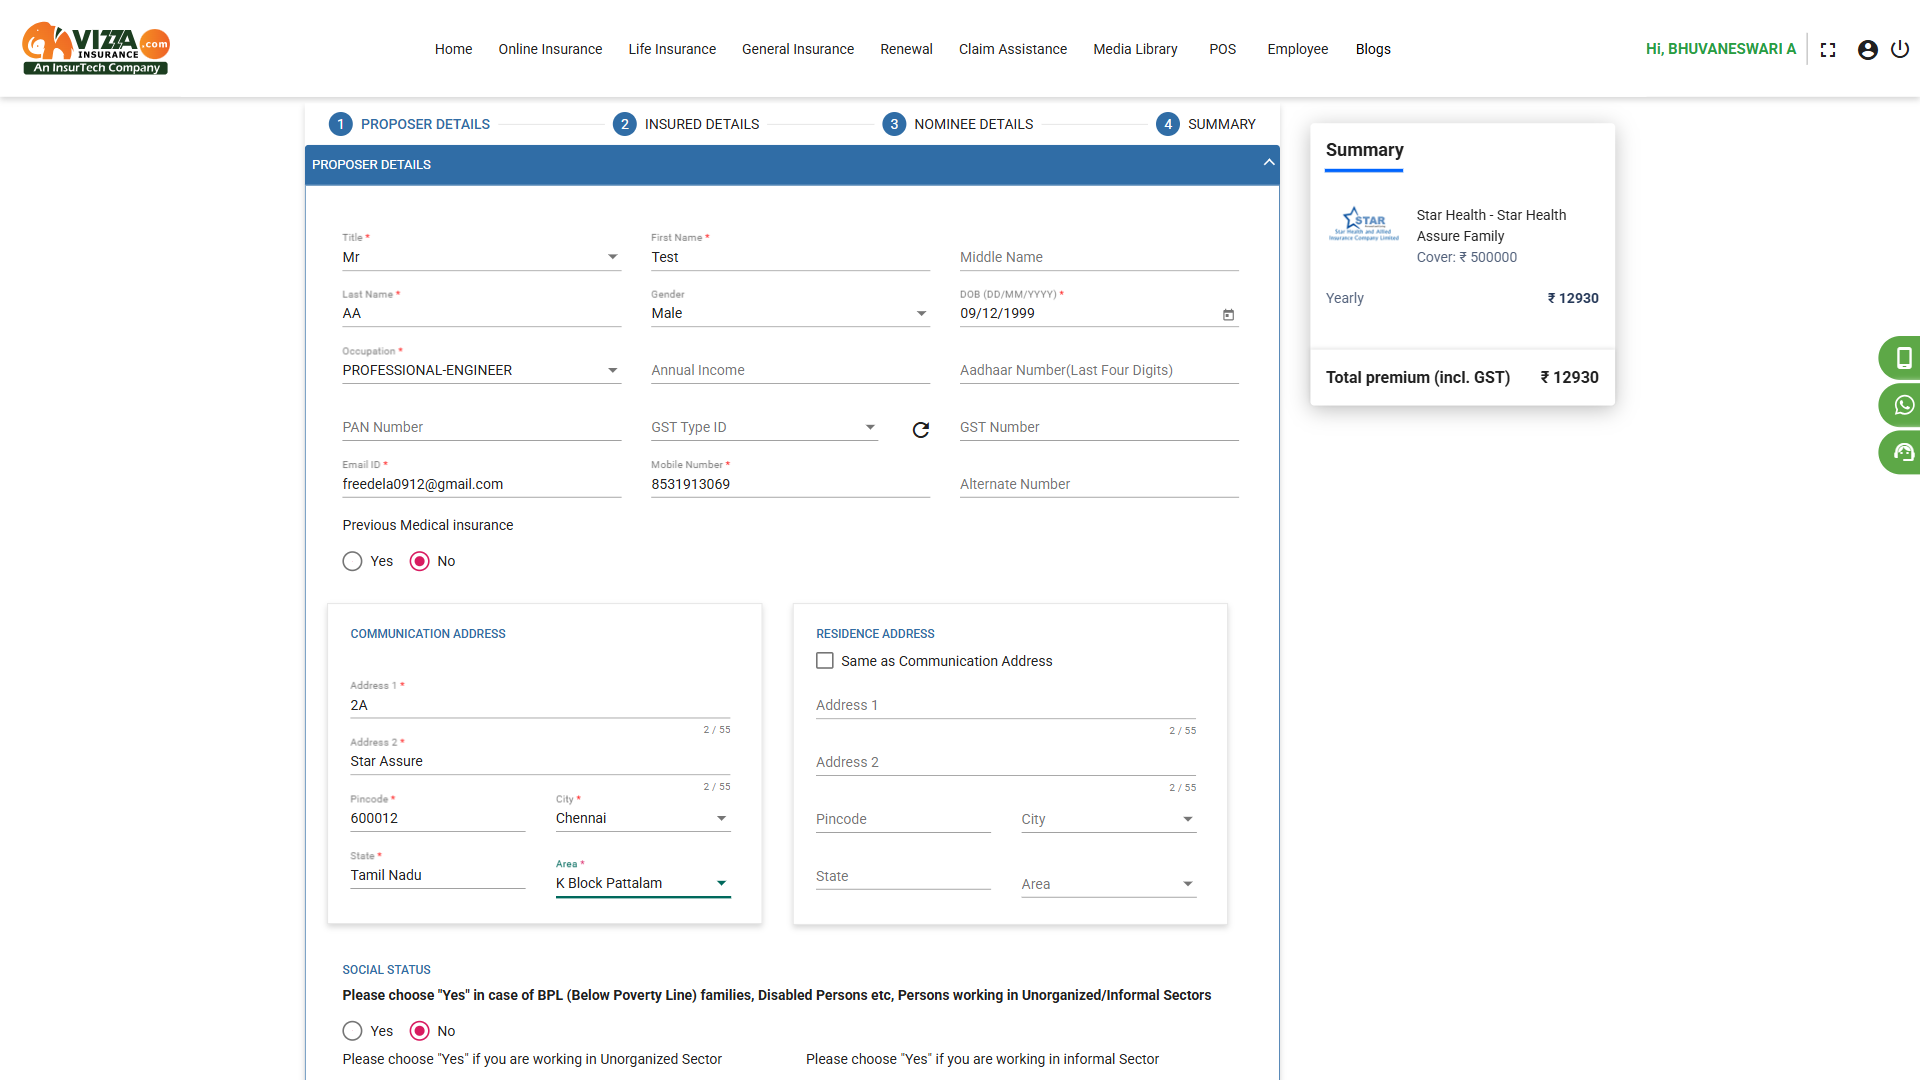 VIZZA
INSURANCE
.com
An InsurTech Company
Home
Online Insurance
Life Insurance
General Insurance
Renewal
Claim Assistance
Media Library
POS
Employee
Blogs
Hi, BHUVANESWARI A
1 PROPOSER DETAILS
2 INSURED DETAILS
3 NOMINEE DETAILS
4 SUMMARY
PROPOSER DETAILS
Title *
Mr
First Name *
Test
Middle Name
Last Name *
AA
Gender
Male
DOB (DD/MM/YYYY) *
09/12/1999
Occupation *
PROFESSIONAL-ENGINEER
Annual Income
Aadhaar Number(Last Four Digits)
PAN Number
GST Type ID
GST Number
Email ID *
freedela0912@gmail.com
Mobile Number *
8531913069
Alternate Number
Previous Medical insurance
Yes
No
COMMUNICATION ADDRESS
Address 1 *
2A
2 / 55
Address 2 *
Star Assure
2 / 55
Pincode *
600012
City *
Chennai
State *
Tamil Nadu
Area *
K Block Pattalam
RESIDENCE ADDRESS
Same as Communication Address
Address 1
2 / 55
Address 2
2 / 55
Pincode
City
State
Area
SOCIAL STATUS
Please choose "Yes" in case of BPL (Below Poverty Line) families, Disabled Persons etc, Persons working in Unorganized/Informal Sectors
Yes
No
Please choose "Yes" if you are working in Unorganized Sector
Please choose "Yes" if you are working in informal Sector
Summary
STAR
Star Health and Allied
Insurance Company Limited
Star Health - Star Health
Assure Family
Cover: ₹ 500000
Yearly
₹ 12930
Total premium (incl. GST)
₹ 12930